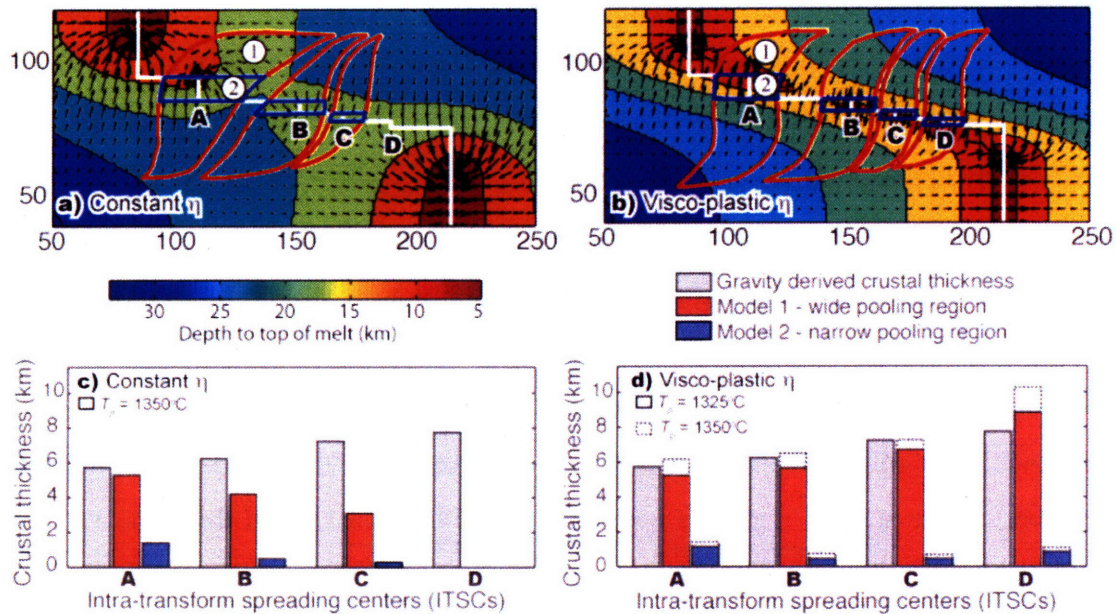 100
50
1
2
A
B
C
D
a) Constant η
50 100 150 200 250
100
50
1
2
A
B
C
D
b) Visco-plastic η
50 100 150 200 250
30 25 20 15 10 5
Depth to top of melt (km)
Gravity derived crustal thickness
Model 1 - wide pooling region
Model 2 - narrow pooling region
Crustal thickness (km)
10
8
6
4
2
0
c) Constant η
Tp = 1350°C
A B C D
Intra-transform spreading centers (ITSCs)
Crustal thickness (km)
10
8
6
4
2
0
d) Visco-plastic η
Tp = 1325°C
Tp = 1350°C
A B C D
Intra-transform spreading centers (ITSCs)